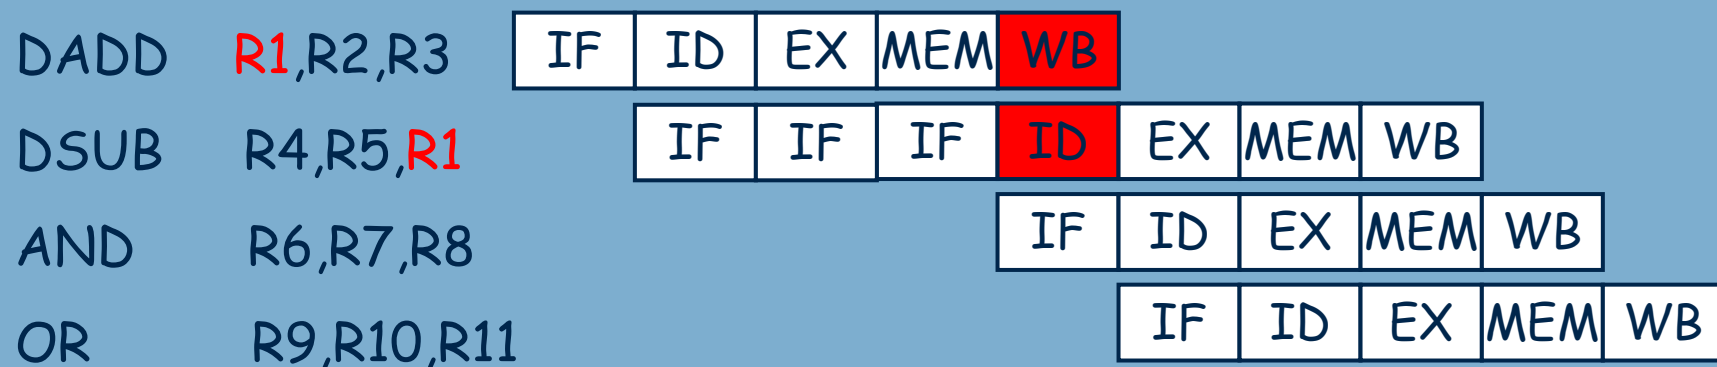 DADD R1,R2,R3 IF ID EX MEM WB
DSUB R4,R5,R1 IF IF IF ID EX MEM WB
AND R6,R7,R8 IF ID EX MEM WB
OR R9,R10,R11 IF ID EX MEM WB